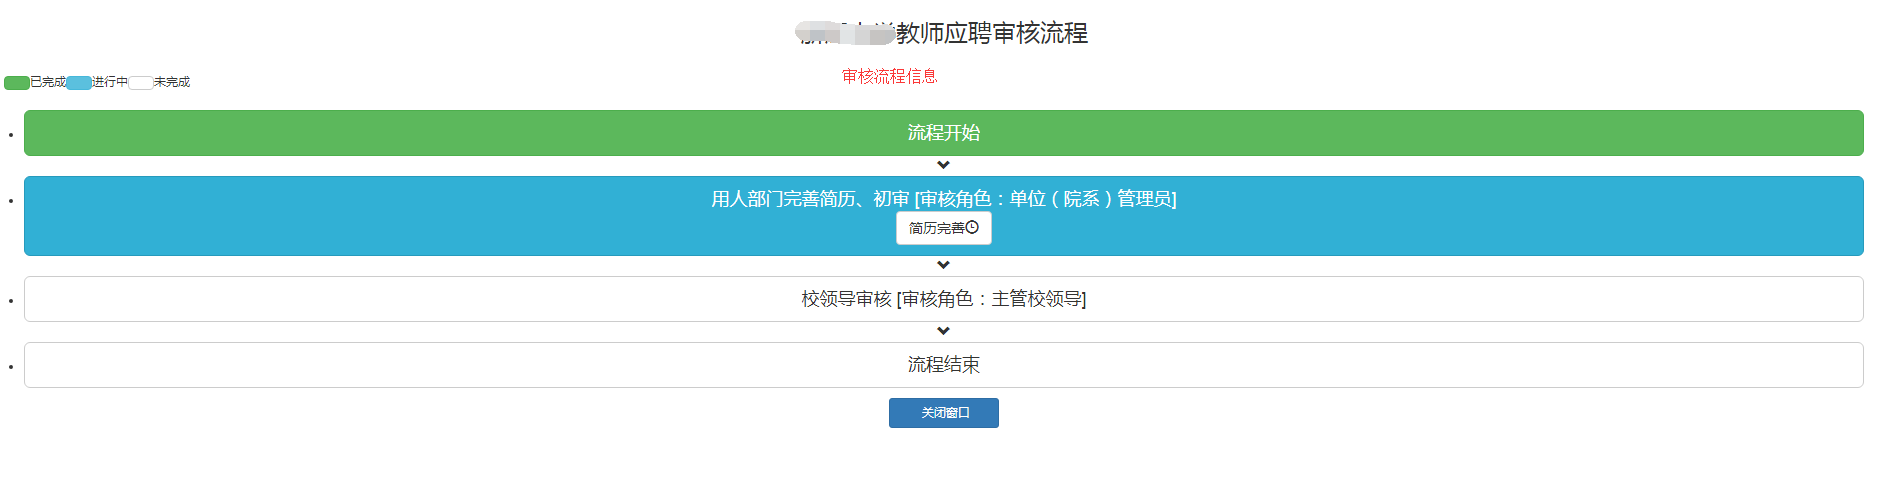 教师应聘审核流程
审核流程信息
已完成 进行中 未完成
流程开始
用人部门完善简历、初审 [审核角色：单位（院系）管理员]
简历完善
校领导审核 [审核角色：主管校领导]
流程结束
关闭窗口